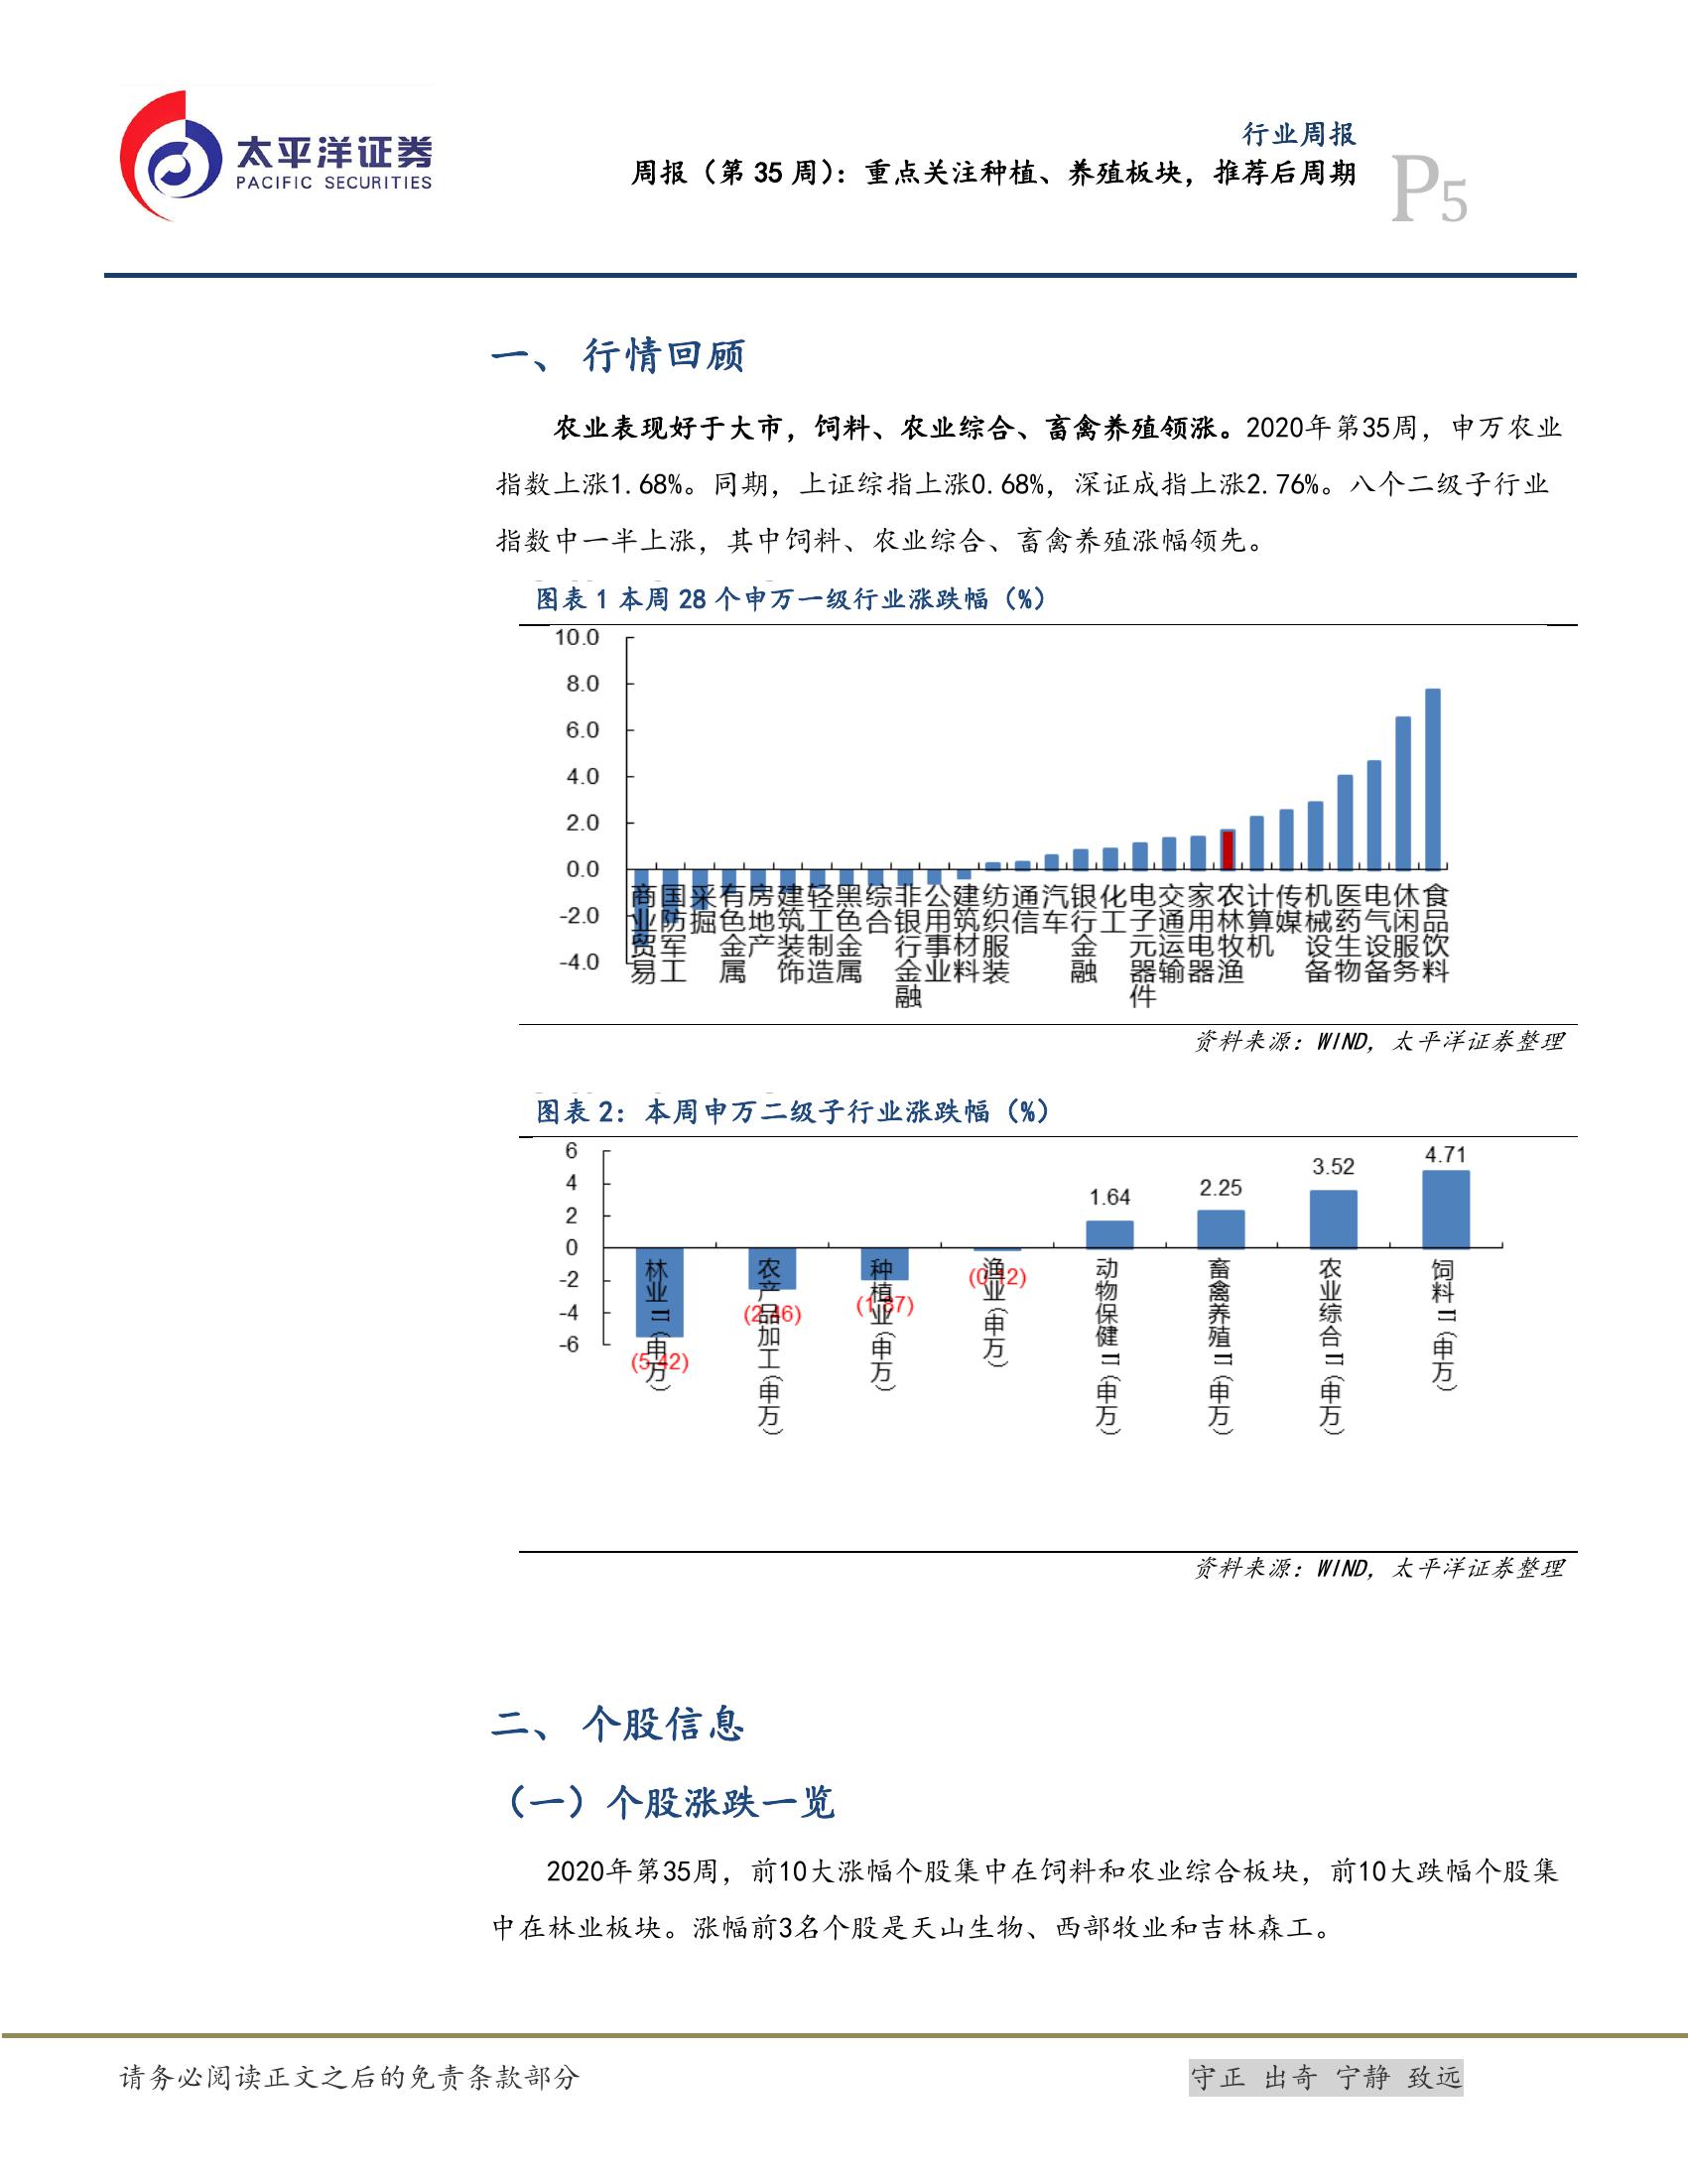 太平洋证券
PACIFIC SECURITIES
行业周报
周报（第 35 周）：重点关注种植、养殖板块，推荐后周期
P5
一、 行情回顾
农业表现好于大市，饲料、农业综合、畜禽养殖领涨。2020年第35周，申万农业
指数上涨1.68%。同期，上证综指上涨0.68%，深证成指上涨2.76%。八个二级子行业
指数中一半上涨，其中饲料、农业综合、畜禽养殖涨幅领先。
图表 1 本周 28 个申万一级行业涨跌幅（%）
10.0
8.0
6.0
4.0
2.0
0.0
-2.0
-4.0
商业贸易
国防军工
采掘
有色金属
房地产
建筑装饰
轻工制造
黑色金属
综合
非银行金融
公用事业
建筑材料
纺织服装
通信
汽车
银行金融
化工
电子元器件
交通运输
家用电器
农林牧渔
计算机
传媒
机械设备
医药生物
电气设备
休闲服务
食品饮料
资料来源：WIND，太平洋证券整理
图表 2：本周申万二级子行业涨跌幅（%）
6
4
2
0
-2
-4
-6
(5.42)
(2.46)
(1.87)
(0.12)
1.64
2.25
3.52
4.71
林业Ⅱ(申万)
农产品加工(申万)
种植业(申万)
渔业(申万)
动物保健Ⅱ(申万)
畜禽养殖Ⅱ(申万)
农业综合Ⅱ(申万)
饲料Ⅱ(申万)
资料来源：WIND，太平洋证券整理
二、 个股信息
（一）个股涨跌一览
2020年第35周，前10大涨幅个股集中在饲料和农业综合板块，前10大跌幅个股集
中在林业板块。涨幅前3名个股是天山生物、西部牧业和吉林森工。
请务必阅读正文之后的免责条款部分
守正 出奇 宁静 致远